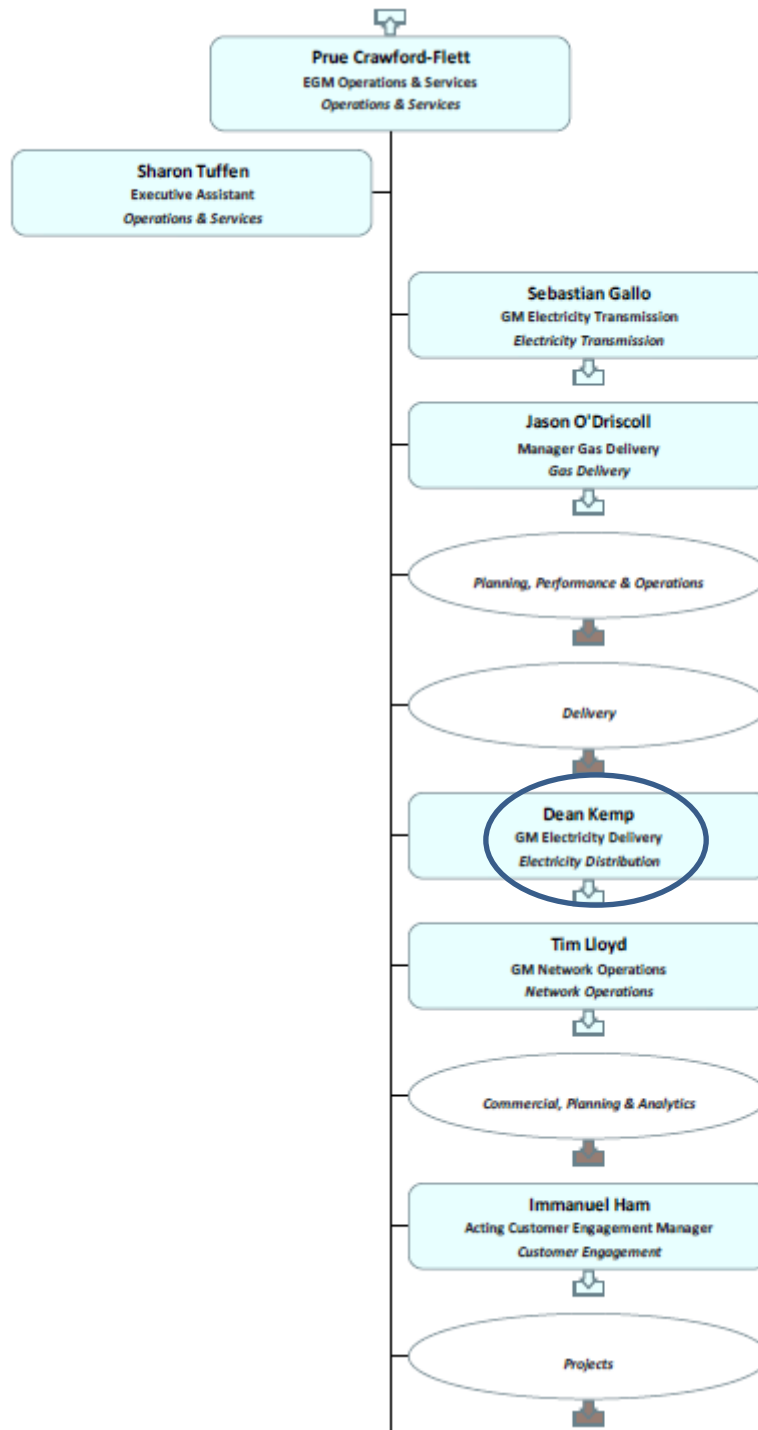 Prue Crawford-Flett
EGM Operations & Services
Operations & Services
Sharon Tuffen
Executive Assistant
Operations & Services
Sebastian Gallo
GM Electricity Transmission
Electricity Transmission
Jason O'Driscoll
Manager Gas Delivery
Gas Delivery
Planning, Performance & Operations
Delivery
Dean Kemp
GM Electricity Delivery
Electricity Distribution
Tim Lloyd
GM Network Operations
Network Operations
Commercial, Planning & Analytics
Immanuel Ham
Acting Customer Engagement Manager
Customer Engagement
Projects